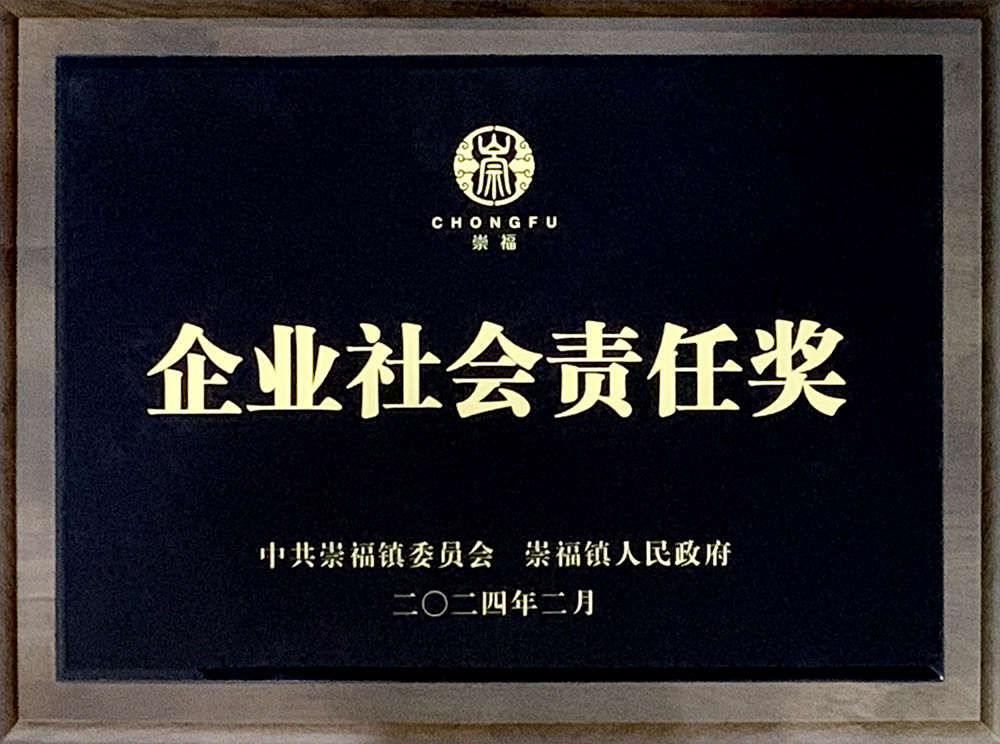 崇
CHONGFU
崇福
企业社会责任奖
中共崇福镇委员会 崇福镇人民政府
二〇二四年二月